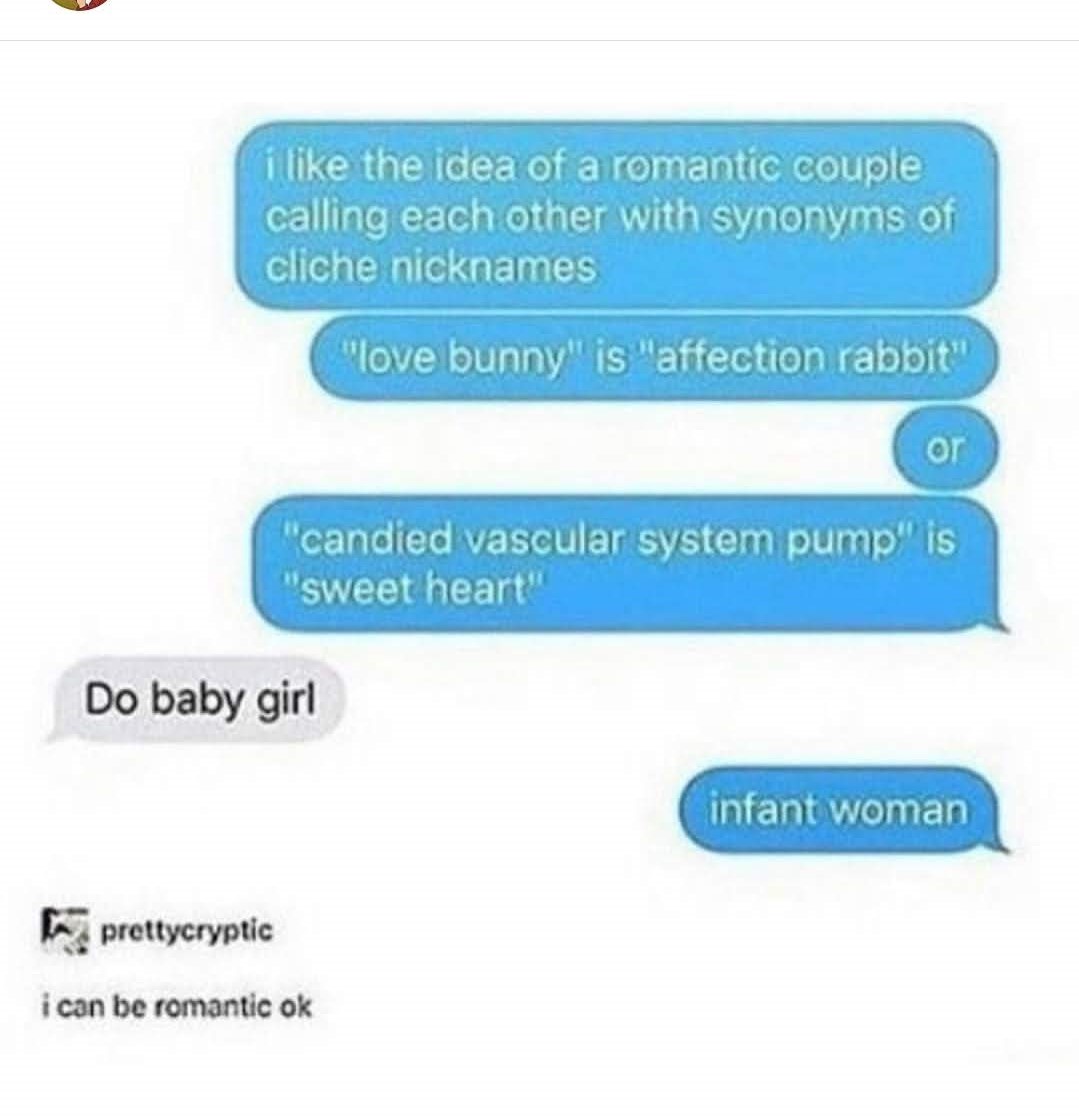 i like the idea of a romantic couple
calling each other with synonyms of
cliche nicknames
"love bunny" is "affection rabbit"
or
"candied vascular system pump" is
"sweet heart"
Do baby girl
infant woman
prettycryptic
i can be romantic ok